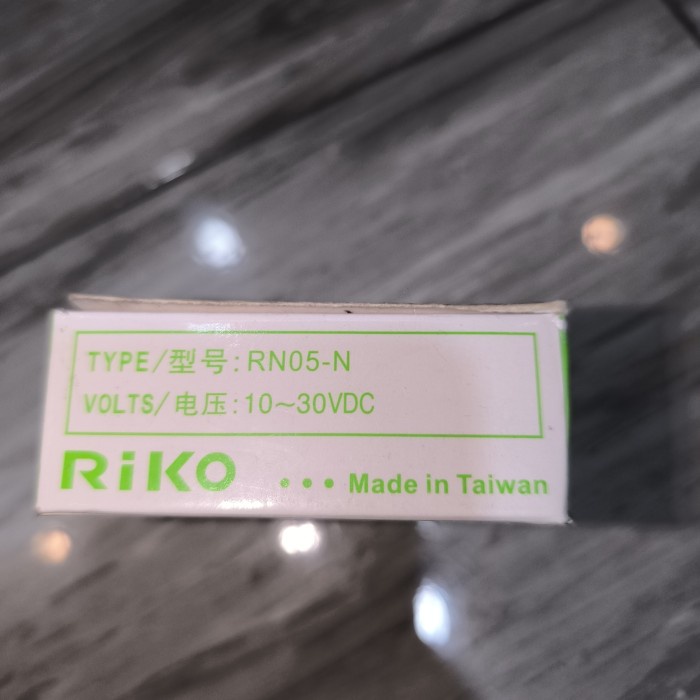 TYPE/型号: RN05-N
VOLTS/电压: 10~30VDC
RiKO ••• Made in Taiwan